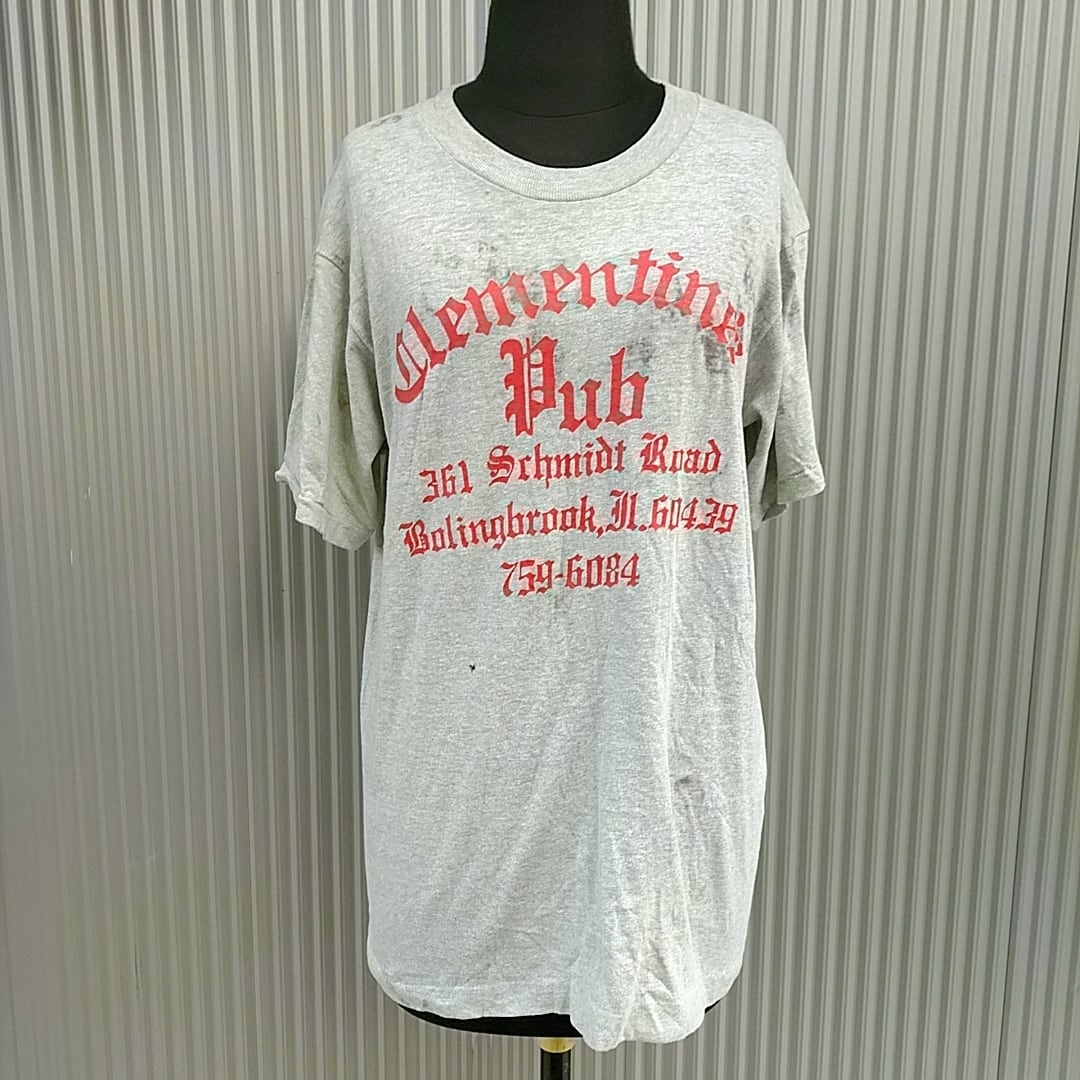 Clementines
Pub
361 Schmidt Road
Bolingbrook, Il. 60439
759-6084